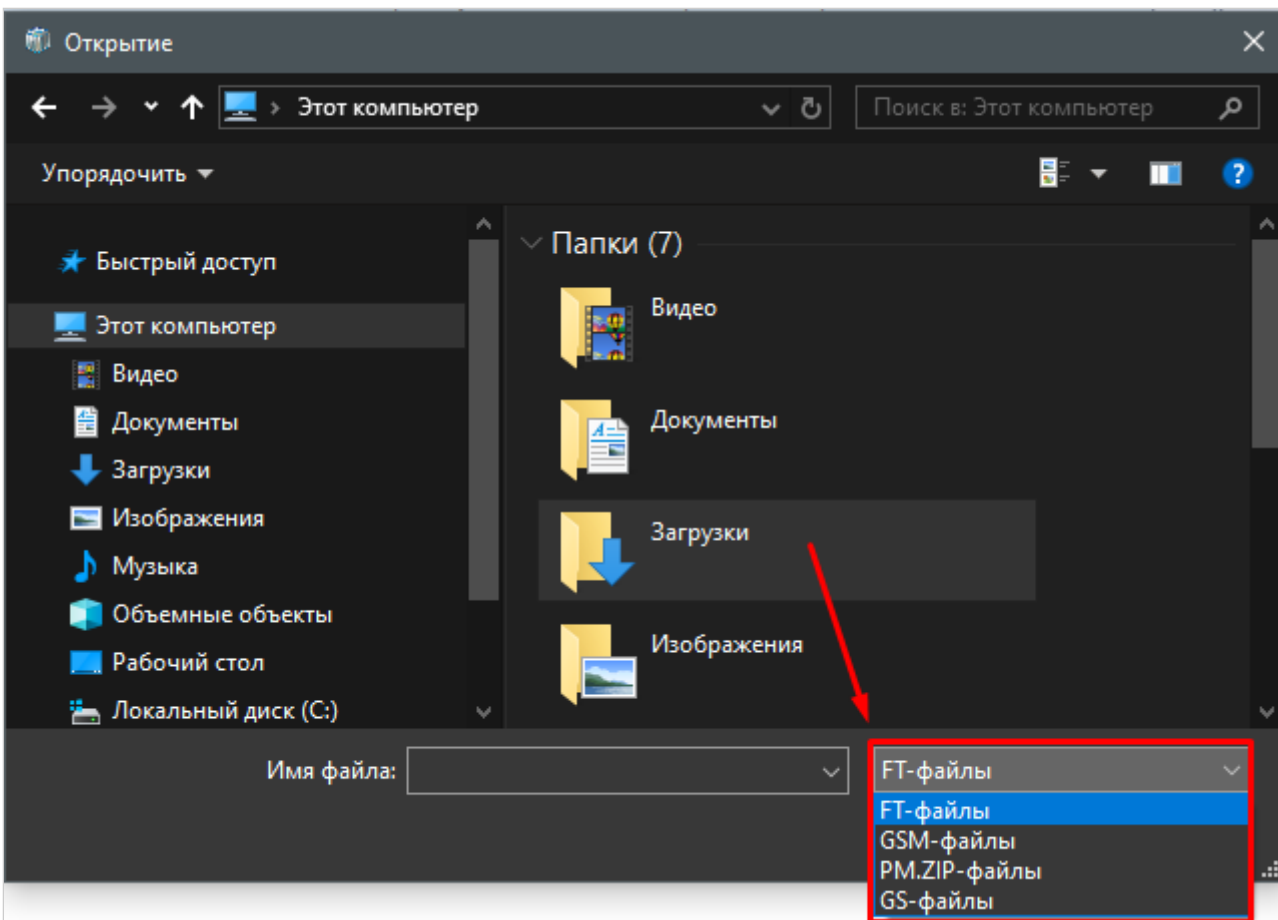 Открытие
Этот компьютер
Поиск в: Этот компьютер
Упорядочить
Быстрый доступ
Этот компьютер
Видео
Документы
Загрузки
Изображения
Музыка
Объемные объекты
Рабочий стол
Локальный диск (C:)
Папки (7)
Видео
Документы
Загрузки
Изображения
Имя файла:
FT-файлы
FT-файлы
GSM-файлы
PM.ZIP-файлы
GS-файлы